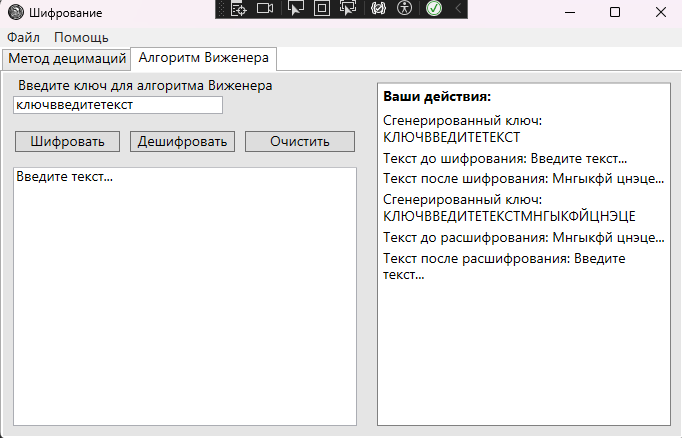 Шифрование
Файл Помощь
Метод децимаций Алгоритм Виженера
Введите ключ для алгоритма Виженера
ключвведитетекст
Шифровать Дешифровать Очистить
Введите текст...
Ваши действия:
Сгенерированный ключ:
КЛЮЧВВЕДИТЕТЕКСТ
Текст до шифрования: Введите текст...
Текст после шифрования: Мнгыкфй цнэце...
Сгенерированный ключ:
КЛЮЧВВЕДИТЕТЕКСТМНГЫКФЙЦНЭЦЕ
Текст до расшифрования: Мнгыкфй цнэце...
Текст после расшифрования: Введите
текст...